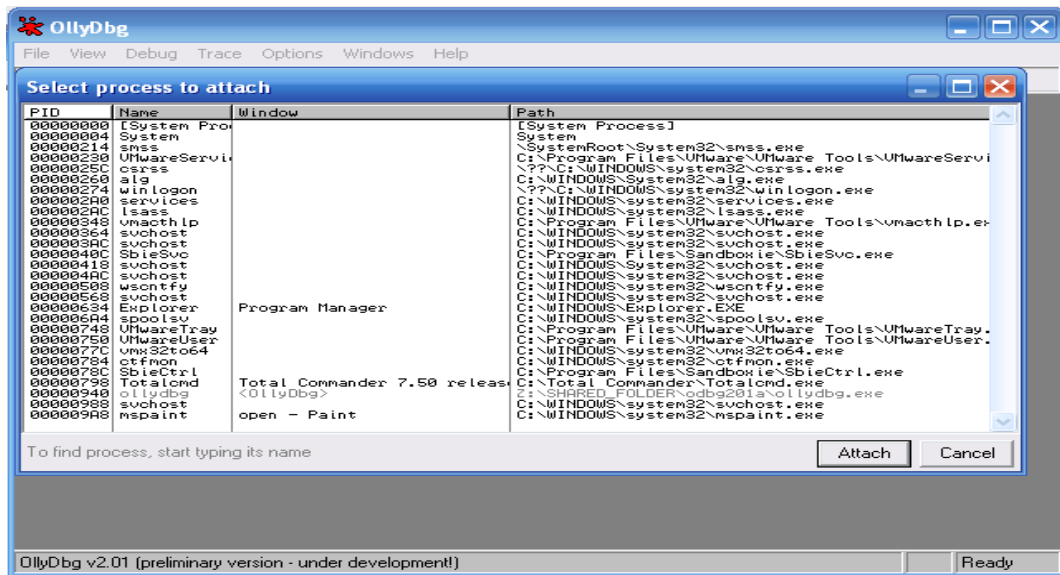 OllyDbg
File View Debug Trace Options Windows Help
Select process to attach
PID Name Window Path
00000000 [System Pro [System Process]
00000004 System System
00000214 smss \SystemRoot\System32\smss.exe
00000230 VMwareServi C:\Program Files\VMware\VMware Tools\VMwareServi
0000025C csrss \??\C:\WINDOWS\system32\csrss.exe
00000260 alg C:\WINDOWS\System32\alg.exe
00000274 winlogon \??\C:\WINDOWS\system32\winlogon.exe
000002A0 services C:\WINDOWS\system32\services.exe
000002AC lsass C:\WINDOWS\system32\lsass.exe
00000348 vmacthlp C:\Program Files\VMware\VMware Tools\vmacthlp.ex
00000364 svchost C:\WINDOWS\system32\svchost.exe
000003AC svchost C:\WINDOWS\system32\svchost.exe
0000040C SbieSvc C:\Program Files\Sandboxie\SbieSvc.exe
00000418 svchost C:\WINDOWS\System32\svchost.exe
000004AC svchost C:\WINDOWS\system32\svchost.exe
00000508 wscntfy C:\WINDOWS\system32\wscntfy.exe
00000568 svchost C:\WINDOWS\system32\svchost.exe
00000634 Explorer Program Manager C:\WINDOWS\Explorer.EXE
000006A4 spoolsv C:\WINDOWS\system32\spoolsv.exe
00000748 VMwareTray C:\Program Files\VMware\VMware Tools\VMwareTray.
00000750 VMwareUser C:\Program Files\VMware\VMware Tools\VMwareUser.
0000077C vmx32to64 C:\WINDOWS\system32\vmx32to64.exe
00000784 ctfmon C:\WINDOWS\system32\ctfmon.exe
0000078C SbieCtrl C:\Program Files\Sandboxie\SbieCtrl.exe
00000798 Totalcmd Total Commander 7.50 releas C:\Total Commander\Totalcmd.exe
00000940 ollydbg <OllyDbg> Z:\SHARED_FOLDER\odbg201a\ollydbg.exe
00000988 svchost C:\WINDOWS\system32\svchost.exe
000009A8 mspaint open - Paint C:\WINDOWS\system32\mspaint.exe
To find process, start typing its name Attach Cancel
OllyDbg v2.01 (preliminary version - under development!) Ready